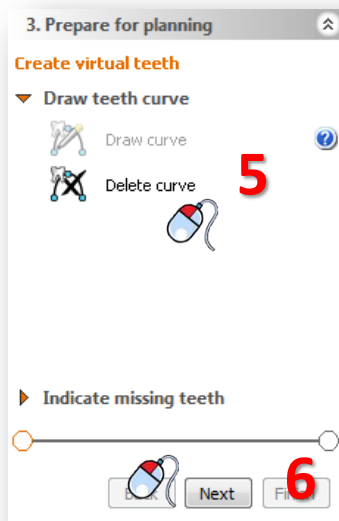 3. Prepare for planning
Create virtual teeth
Draw teeth curve
Draw curve ?
Delete curve 5
Indicate missing teeth
Next 6